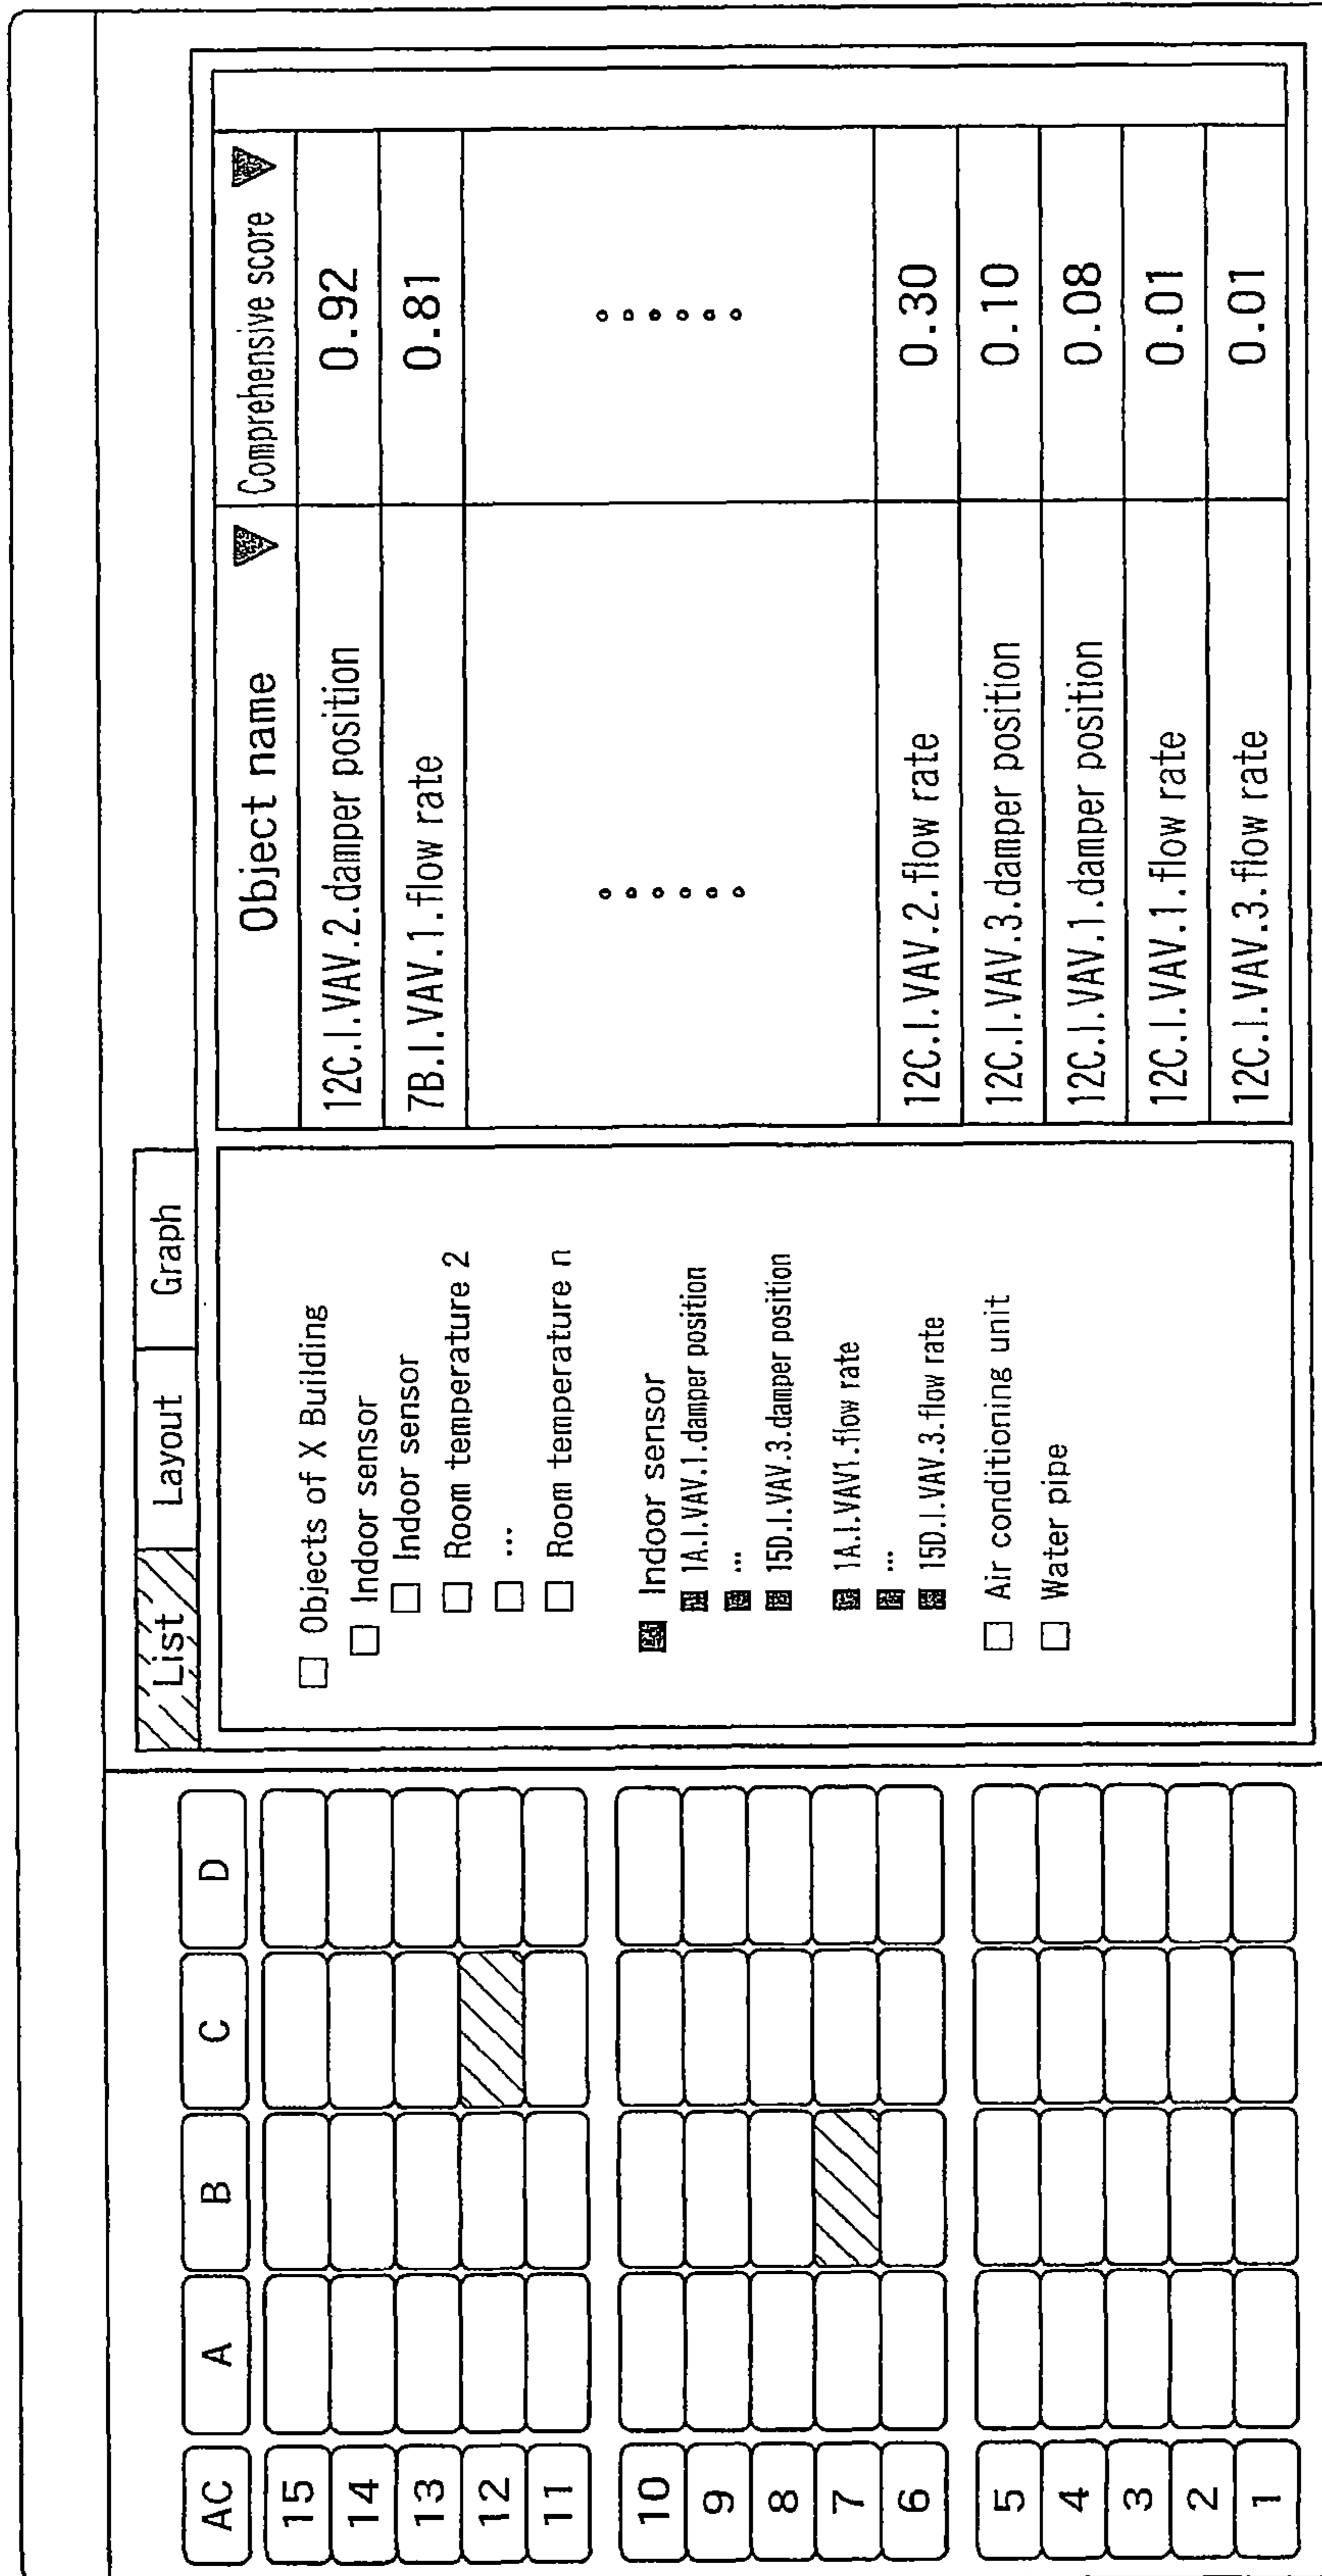 AC A B C D
15
14
13
12
11
10
9
8
7
6
5
4
3
2
1
List Layout Graph
Objects of X Building
Indoor sensor
Indoor sensor
Room temperature 2
...
Room temperature n
Indoor sensor
1A.I.VAV.1.damper position
...
15D.I.VAV.3.damper position
1A.I.VAV1.flow rate
...
15D.I.VAV.3.flow rate
Air conditioning unit
Water pipe
Object name Comprehensive score
12C.I.VAV.2.damper position 0.92
7B.I.VAV.1.flow rate 0.81
12C.I.VAV.2.flow rate 0.30
12C.I.VAV.3.damper position 0.10
12C.I.VAV.1.damper position 0.08
12C.I.VAV.1.flow rate 0.01
12C.I.VAV.3.flow rate 0.01